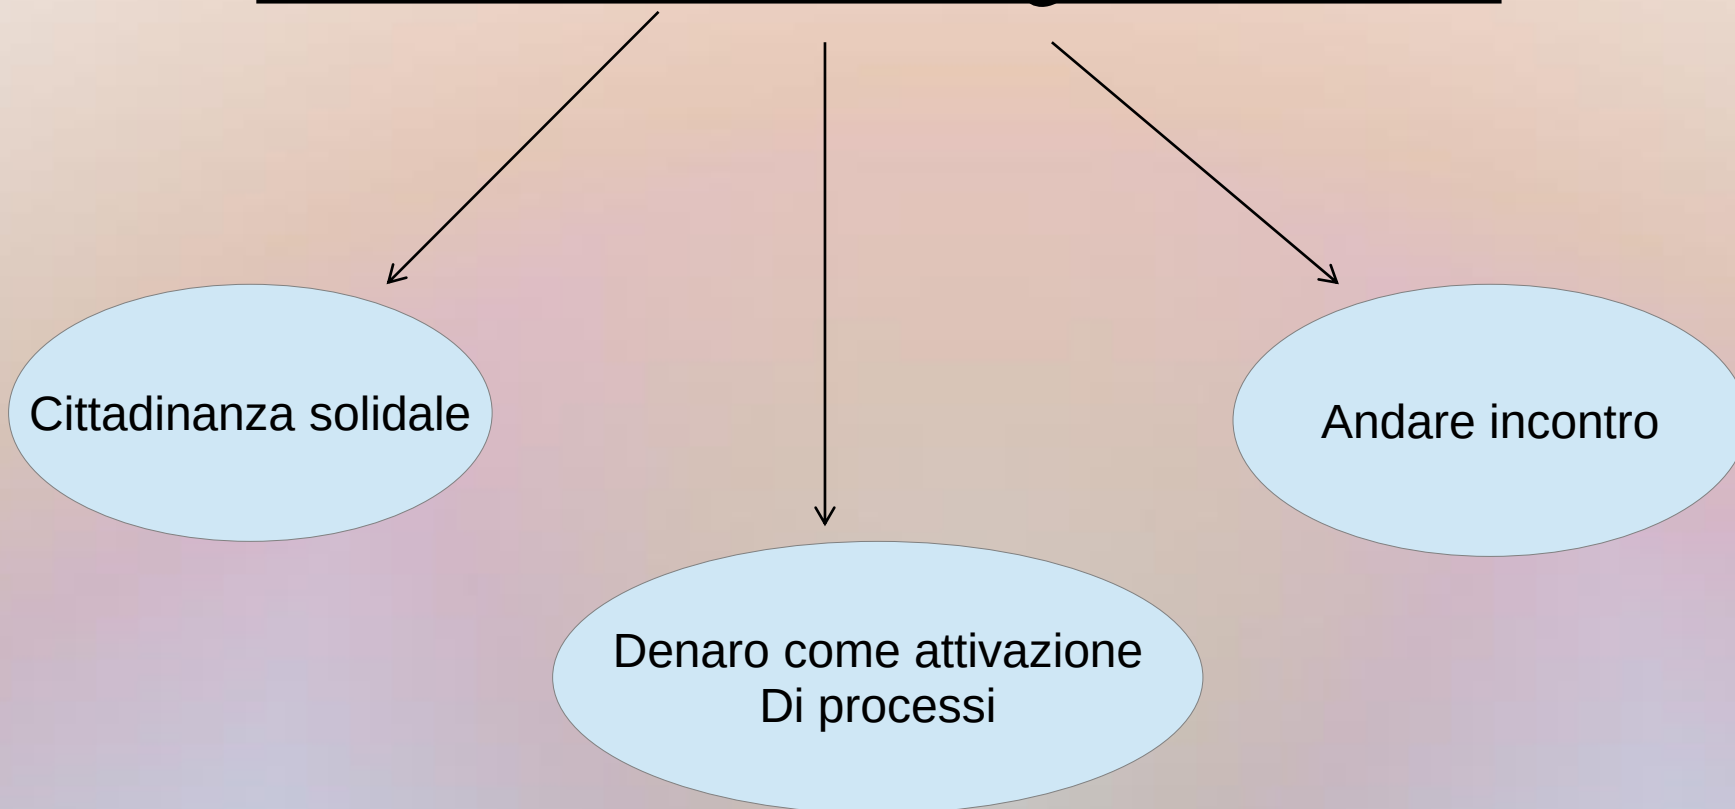 Cittadinanza solidale
Andare incontro
Denaro come attivazione
Di processi